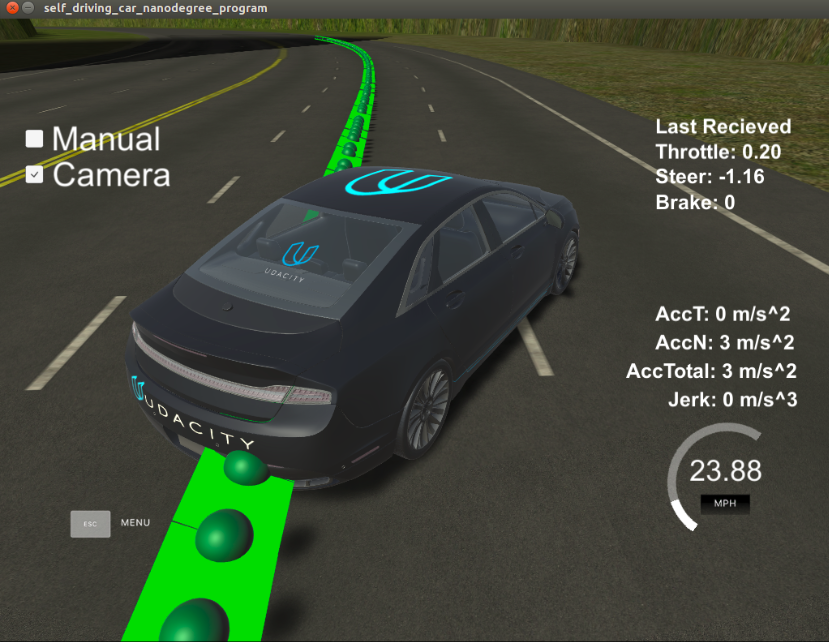 self_driving_car_nanodegree_program
Manual
Camera
Last Recieved
Throttle: 0.20
Steer: -1.16
Brake: 0
UDACITY
AccT: 0 m/s^2
AccN: 3 m/s^2
AccTotal: 3 m/s^2
Jerk: 0 m/s^3
UDACITY
23.88
MPH
ESC
MENU